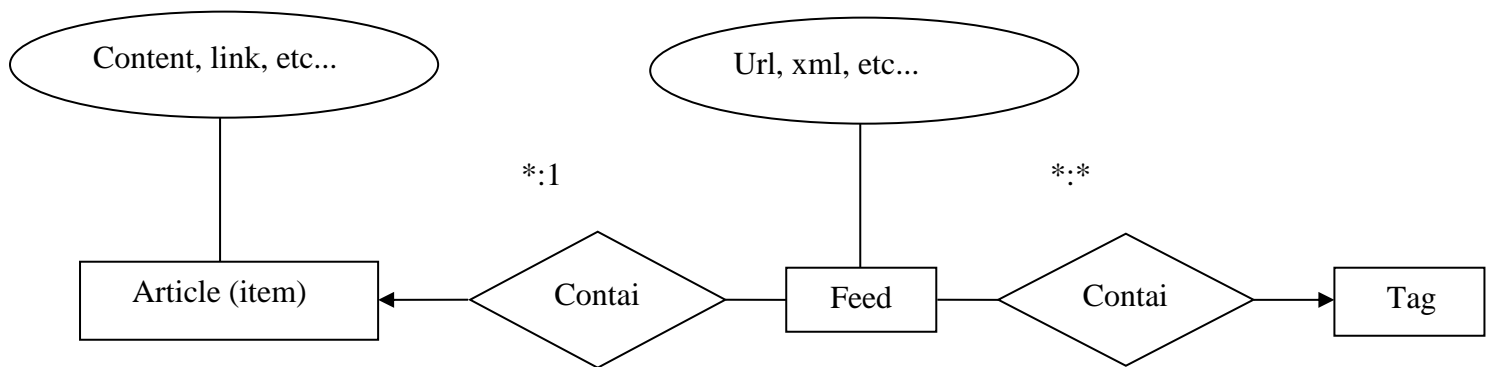 Content, link, etc...
Url, xml, etc...
*:1
*:*
Article (item)
Contai
Feed
Contai
Tag